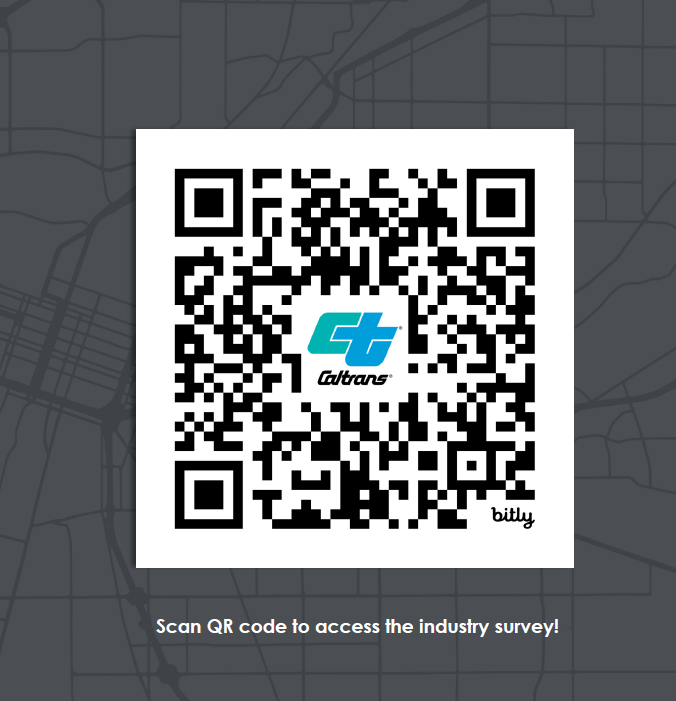 Caltrans
bitly
Scan QR code to access the industry survey!